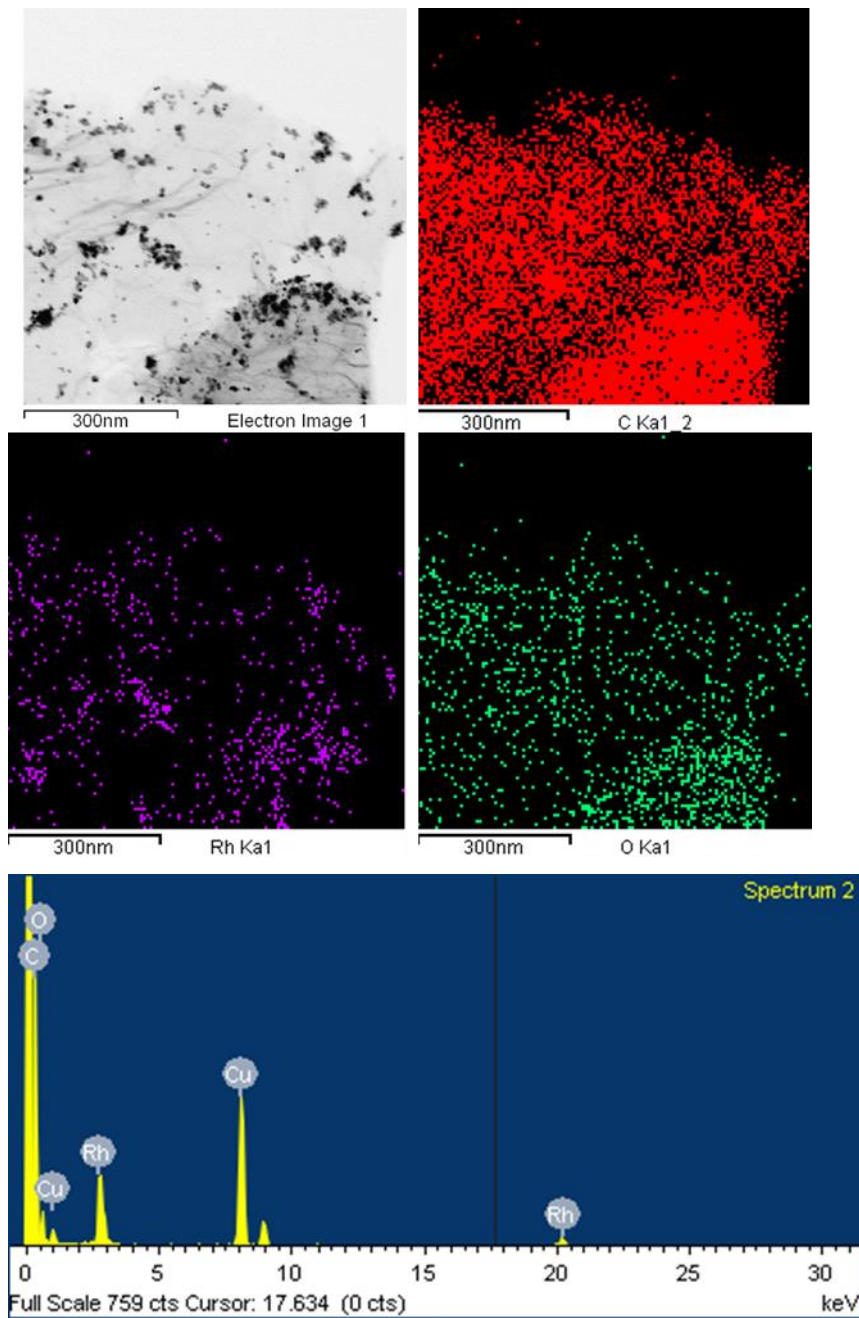 300nm Electron Image 1
300nm C Ka1_2
300nm Rh Ka1
300nm O Ka1
Spectrum 2
O
C
Cu
Rh
Cu
Rh
0 5 10 15 20 25 30
Full Scale 759 cts Cursor: 17.634 (0 cts) keV